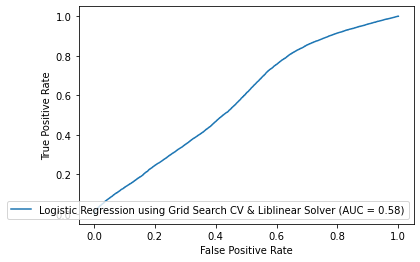 1.0
0.8
0.6
0.4
0.2
0.0
True Positive Rate
Logistic Regression using Grid Search CV & Liblinear Solver (AUC = 0.58)
0.0 0.2 0.4 0.6 0.8 1.0
False Positive Rate